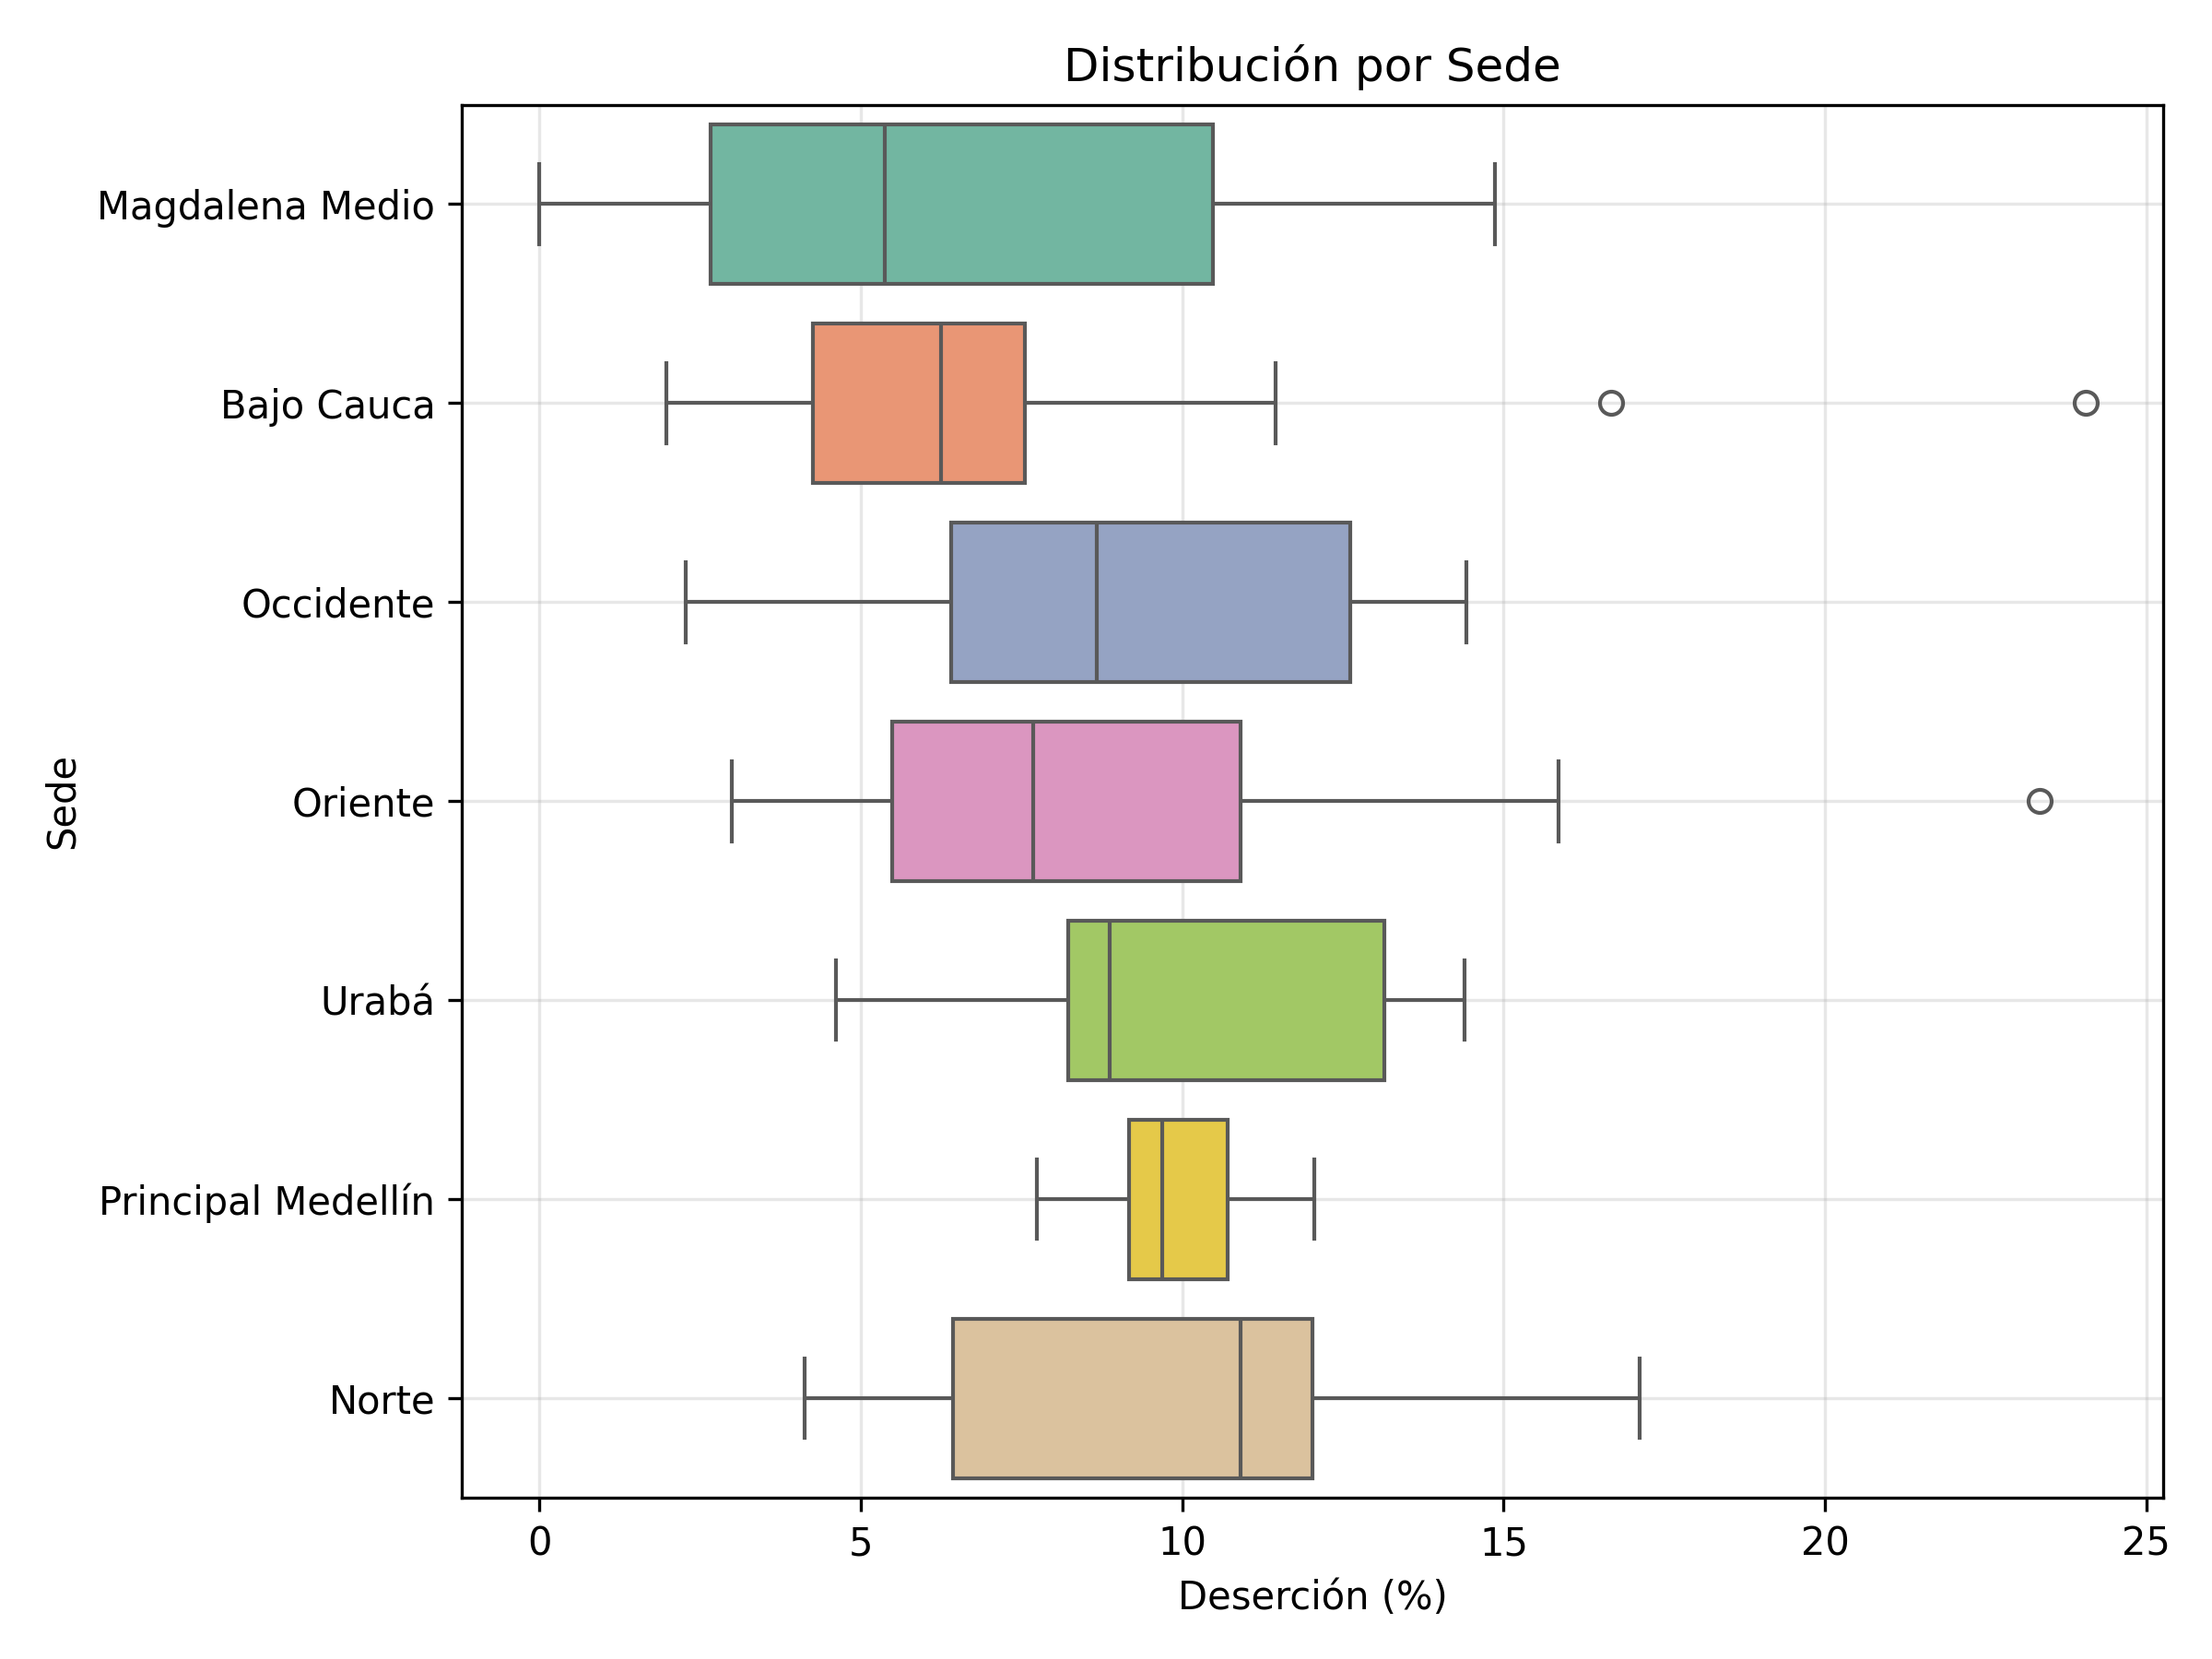 Distribución por Sede
Magdalena Medio
Bajo Cauca
Occidente
Oriente
Urabá
Principal Medellín
Norte
Sede
0 5 10 15 20 25
Deserción (%)